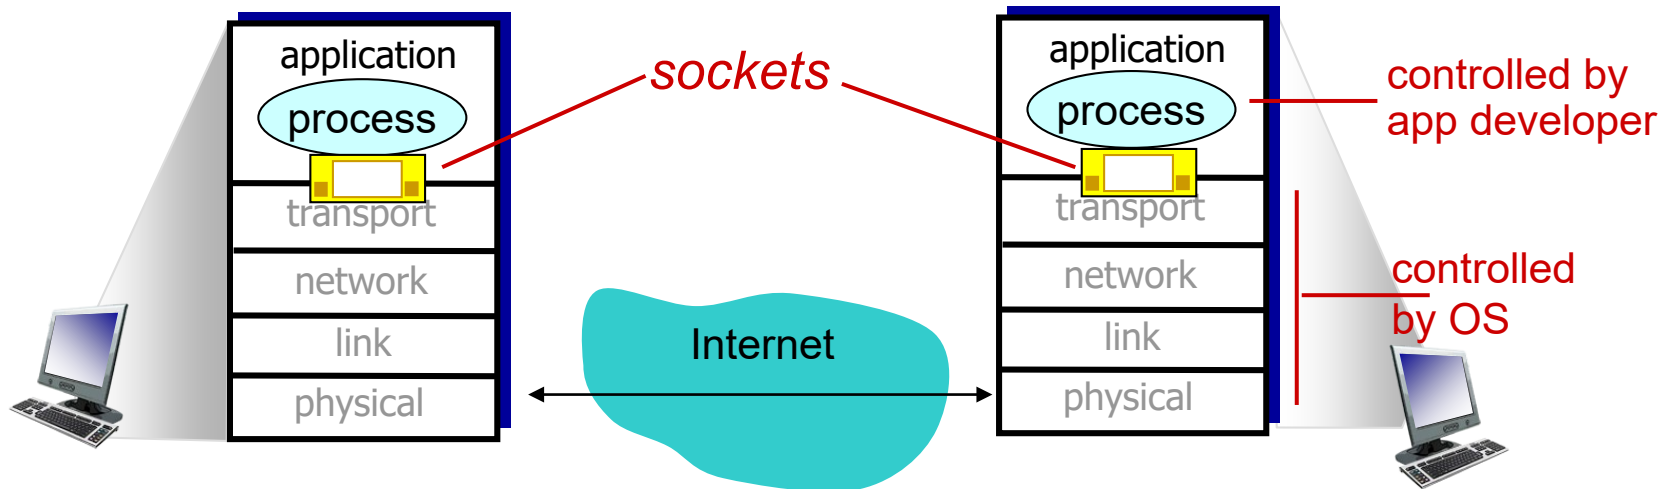 application
process
transport
network
link
physical
sockets
Internet
application
process
transport
network
link
physical
controlled by
app developer
controlled
by OS